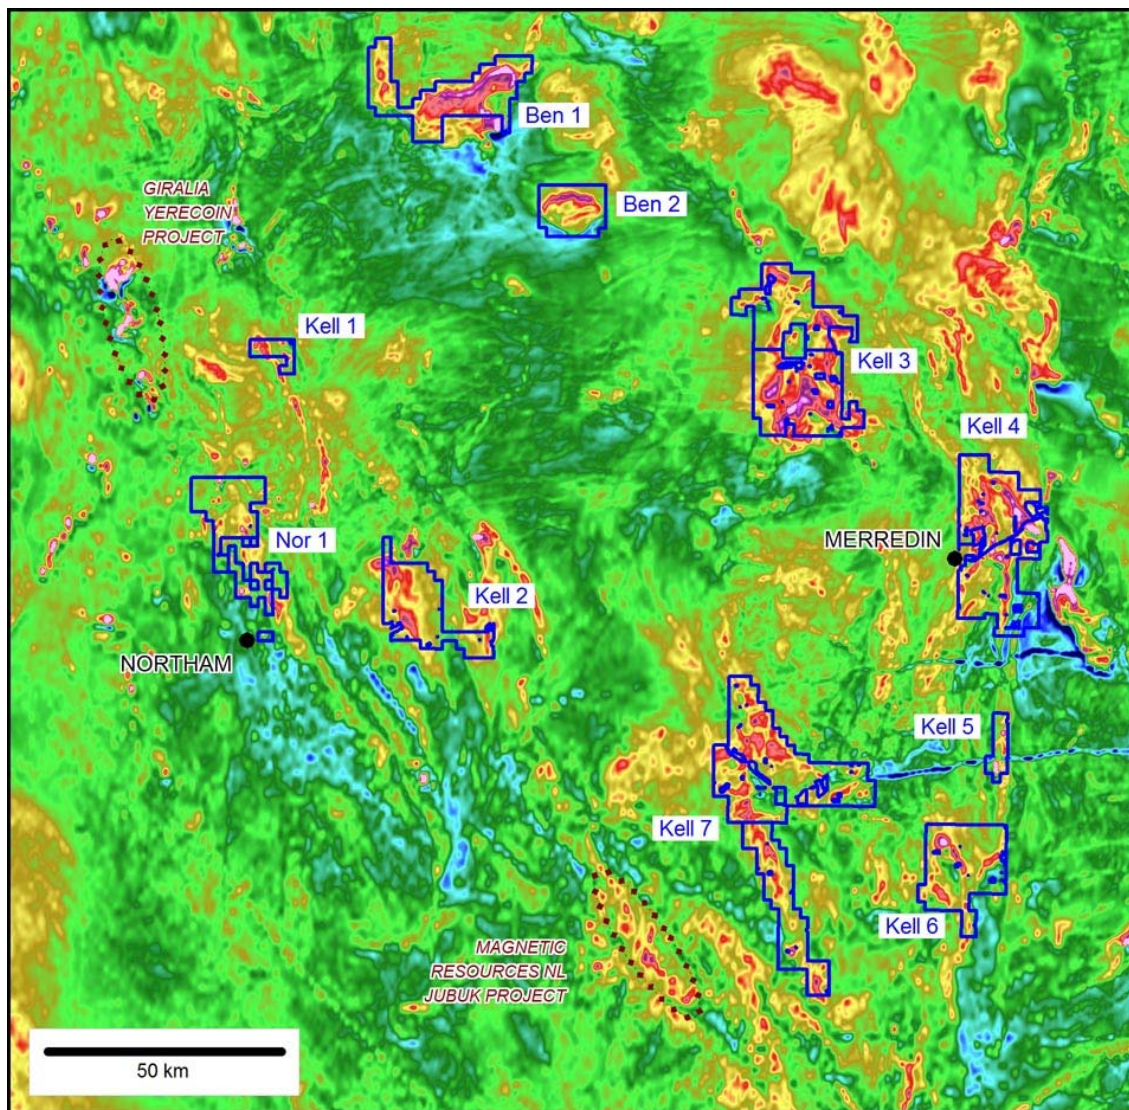 Ben 1
GIRALIA
YERECOIN
PROJECT
Ben 2
Kell 1
Kell 3
Kell 4
Nor 1
MERREDIN
Kell 2
NORTHAM
Kell 5
Kell 7
Kell 6
MAGNETIC
RESOURCES NL
JUBUK PROJECT
50 km